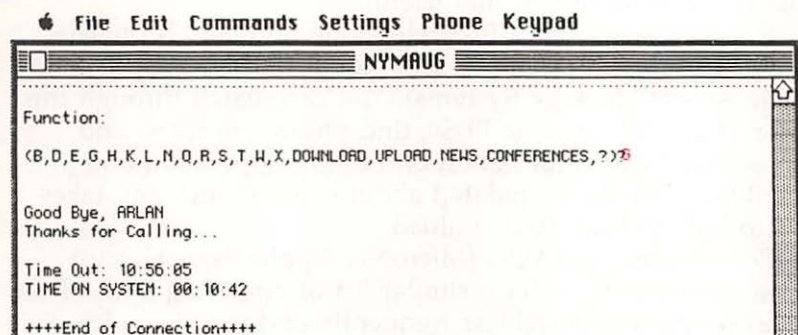 File Edit Commands Settings Phone Keypad
NYMAUG
Function:
(B,D,E,G,H,K,L,N,Q,R,S,T,W,X,DOWNLOAD,UPLOAD,NEWS,CONFERENCES,?)?G
Good Bye, ARLAN
Thanks for Calling...
Time Out: 10:56:05
TIME ON SYSTEM: 00:10:42
++++End of Connection++++